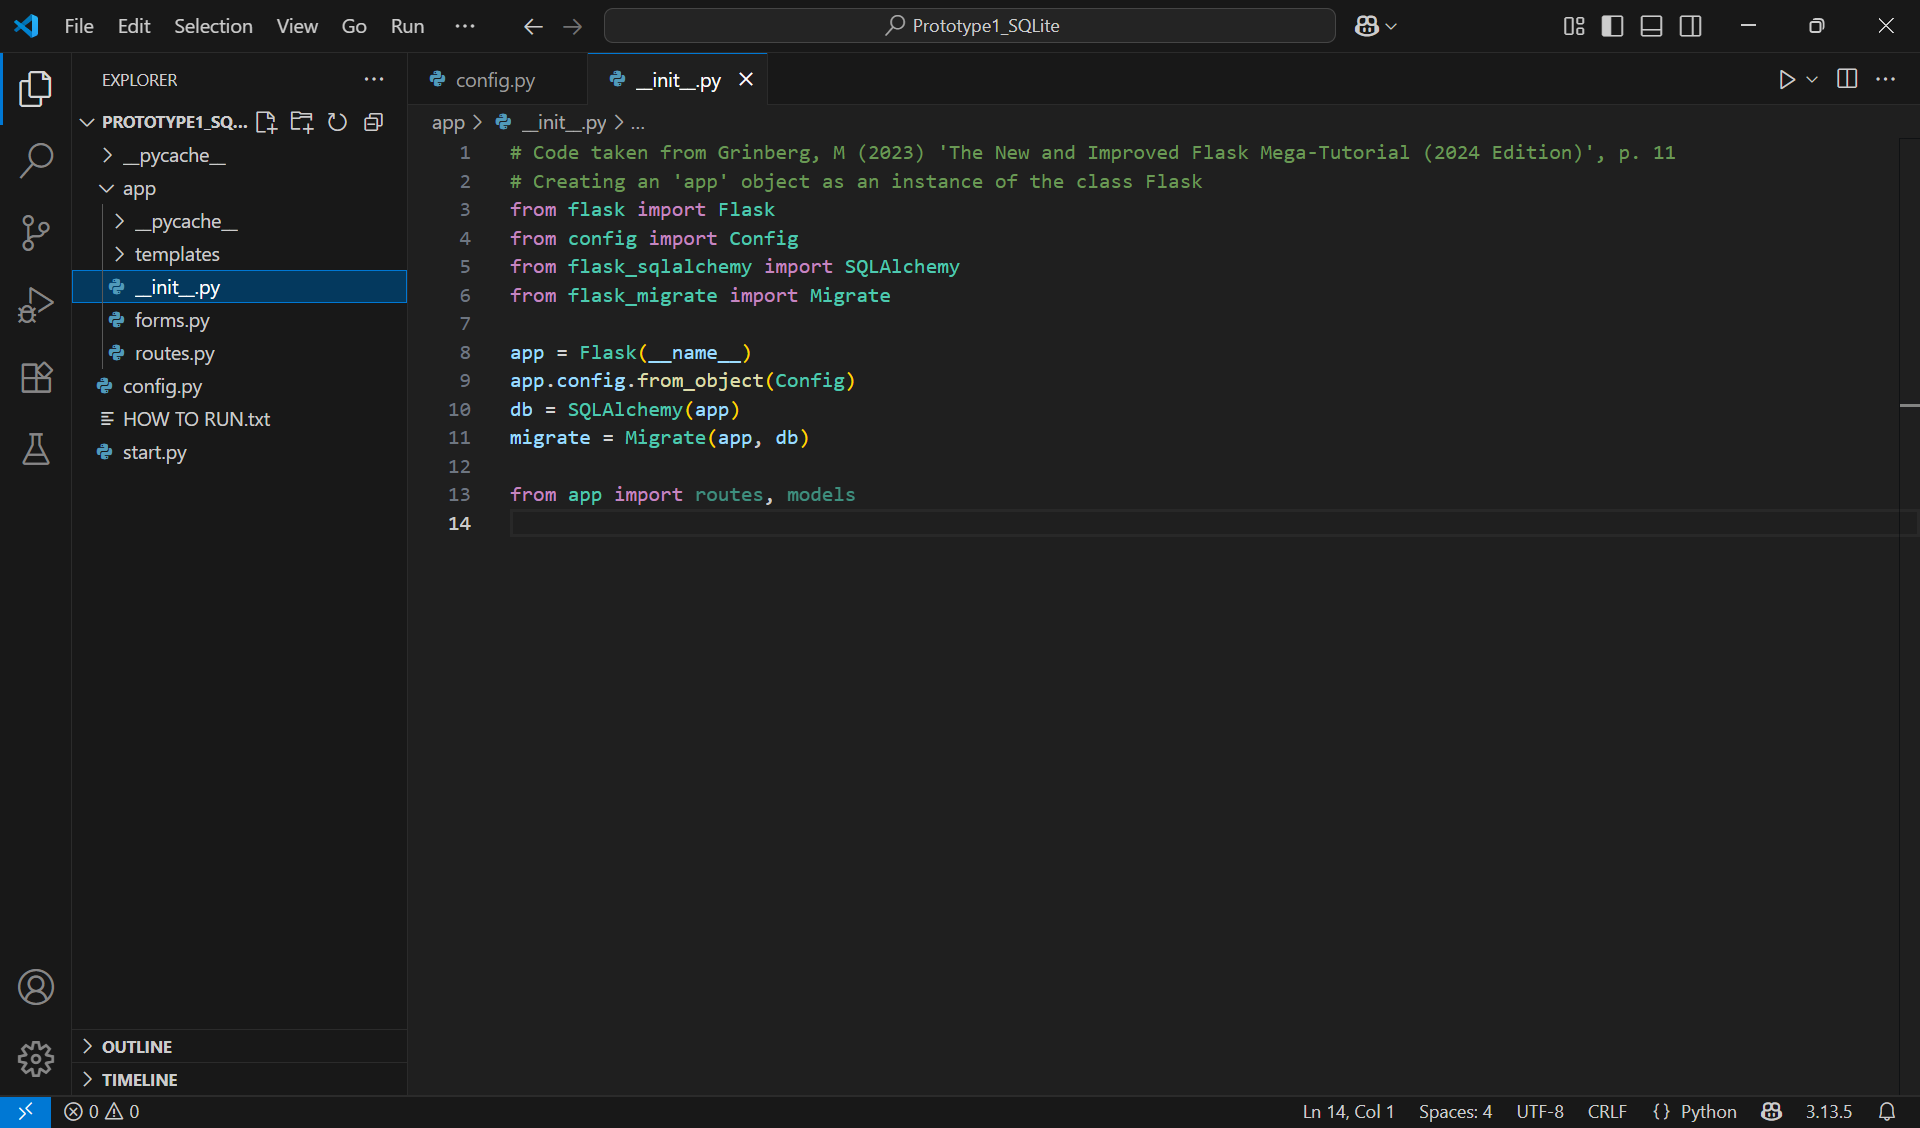 File Edit Selection View Go Run ··· Prototype1_SQLite
EXPLORER ···
config.py
__init__.py
PROTOTYPE1_SQ...
app > __init__.py > ...
__pycache__
app
__pycache__
templates
__init__.py
forms.py
routes.py
config.py
HOW TO RUN.txt
start.py
1 # Code taken from Grinberg, M (2023) 'The New and Improved Flask Mega-Tutorial (2024 Edition)', p. 11
2 # Creating an 'app' object as an instance of the class Flask
3 from flask import Flask
4 from config import Config
5 from flask_sqlalchemy import SQLAlchemy
6 from flask_migrate import Migrate
7
8 app = Flask(__name__)
9 app.config.from_object(Config)
10 db = SQLAlchemy(app)
11 migrate = Migrate(app, db)
12
13 from app import routes, models
14
OUTLINE
TIMELINE
0 0 Ln 14, Col 1 Spaces: 4 UTF-8 CRLF {} Python 3.13.5